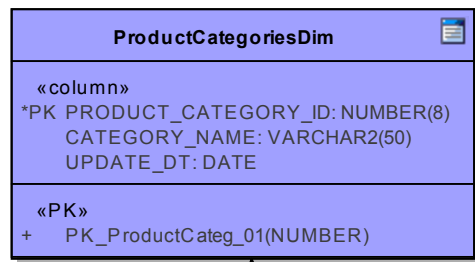 ProductCategoriesDim
«column»
*PK PRODUCT_CATEGORY_ID: NUMBER(8)
CATEGORY_NAME: VARCHAR2(50)
UPDATE_DT: DATE
«PK»
+ PK_ProductCateg_01(NUMBER)